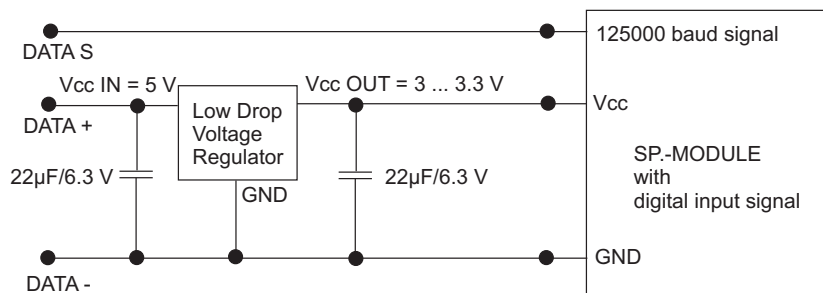 125000 baud signal
DATA S
Vcc IN = 5 V
Vcc OUT = 3 ... 3.3 V
Low Drop
Voltage
Regulator
DATA +
Vcc
22µF/6.3 V
GND
22µF/6.3 V
SP.-MODULE
with
digital input signal
GND
DATA -